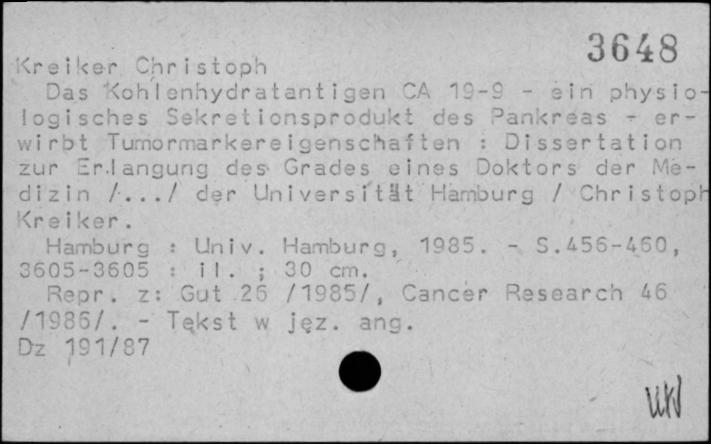 3648
Kreiker Christoph
Das Kohlenhydratantigen CA 19-9 - ein physio-
logisches Sekretionsprodukt des Pankreas - er-
wirbt Tumormarkereigenschaften : Dissertation
zur Erlangung des Grades eines Doktors der Me-
dizin /.../ der Universität Hamburg / Christoph
Kreiker.
Hamburg : Univ. Hamburg, 1985. - S.456-460,
3605-3605 : il. ; 30 cm.
Repr. z: Gut 26 /1985/, Cancer Research 46
/1986/. - Tekst w jęz. ang.
Dz 191/87